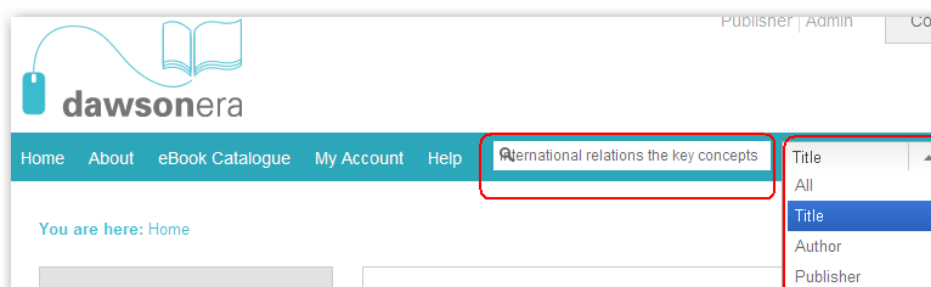 Publisher | Admin
Co
dawsonera
Home About eBook Catalogue My Account Help International relations the key concepts Title
All
Title
Author
Publisher
You are here: Home